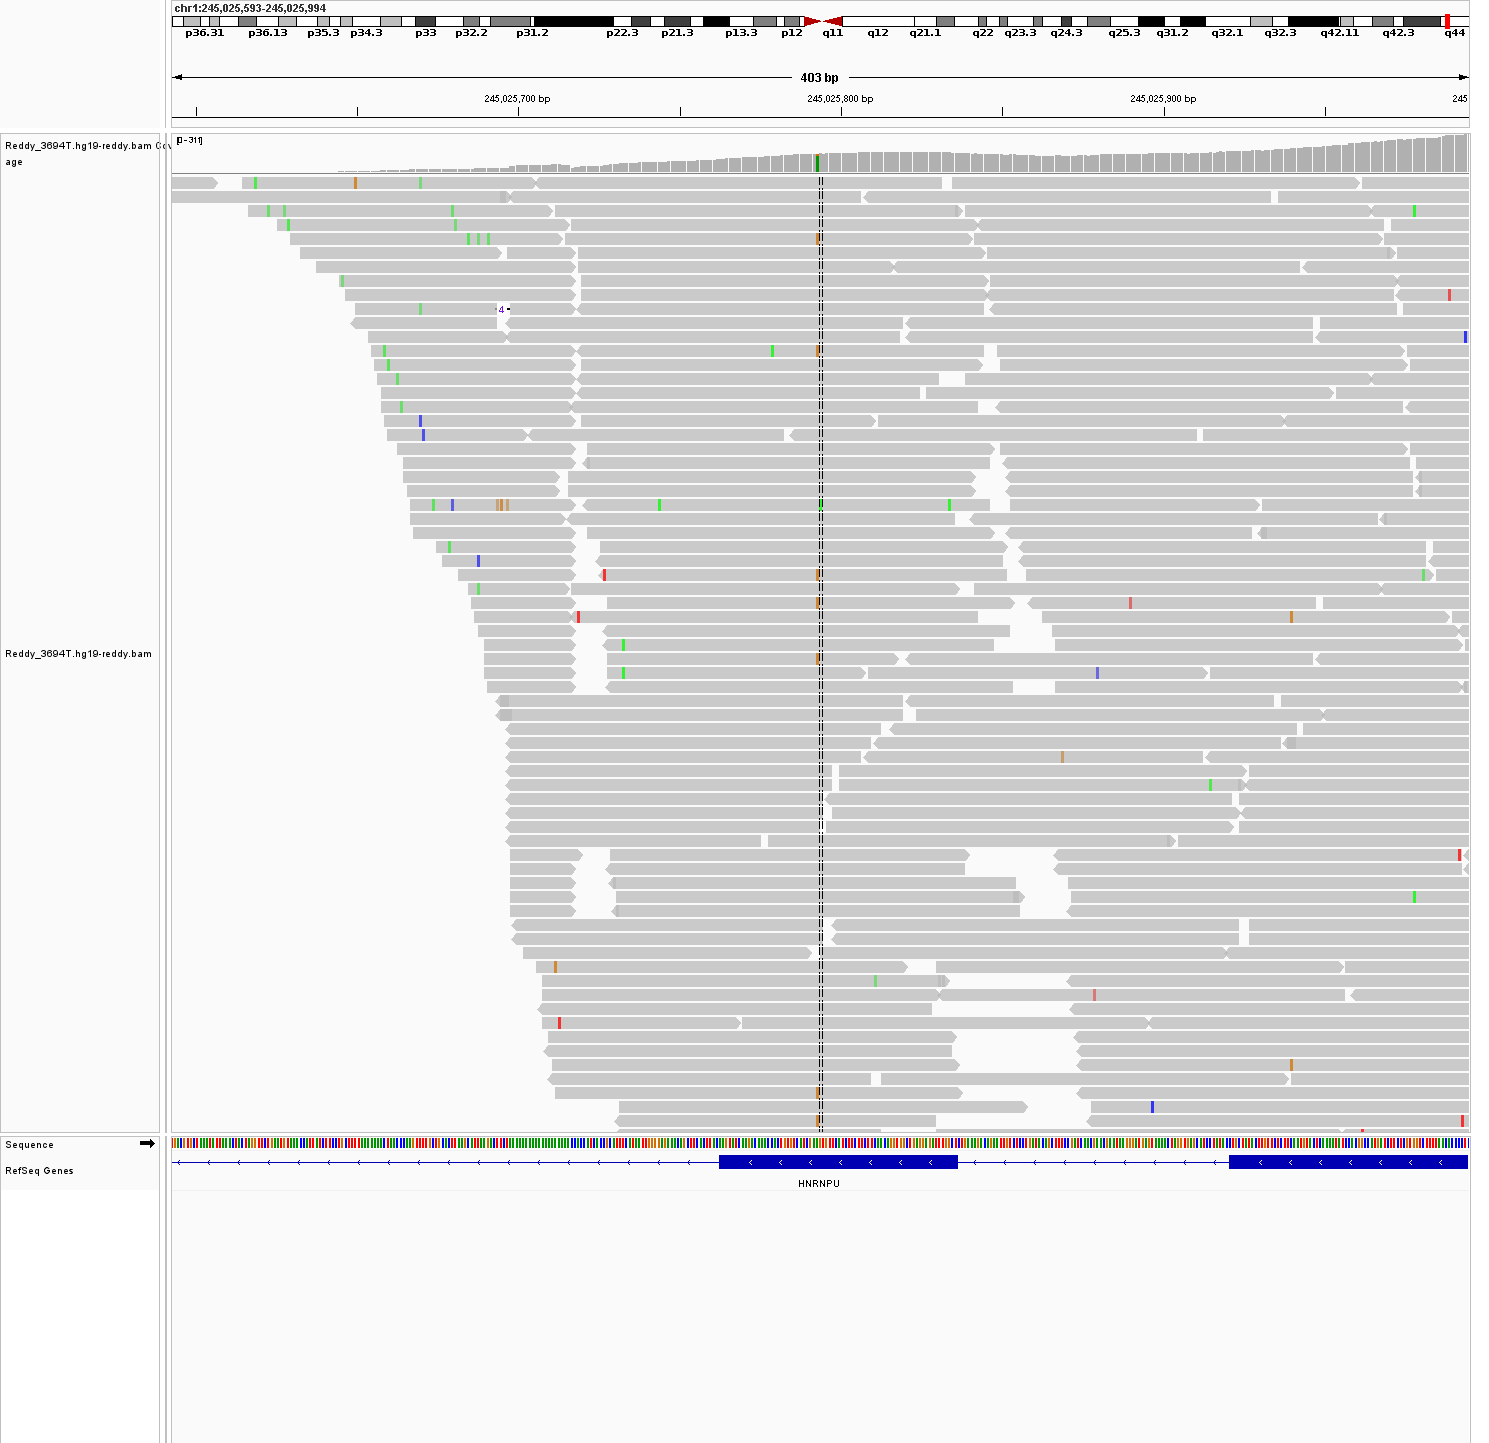 chr1:245,025,593-245,025,994
p36.31 p36.13 p35.3 p34.3 p33 p32.2 p31.2 p22.3 p21.3 p13.3 p12 q11 q12 q21.1 q22 q23.3 q24.3 q25.3 q31.2 q32.1 q32.3 q42.11 q42.3 q44
403 bp
245,025,700 bp 245,025,800 bp 245,025,900 bp 245
[0-311]
Reddy_3694T.hg19-reddy.bam Cov
age
4
Reddy_3694T.hg19-reddy.bam
Sequence
RefSeq Genes
HNRNPU